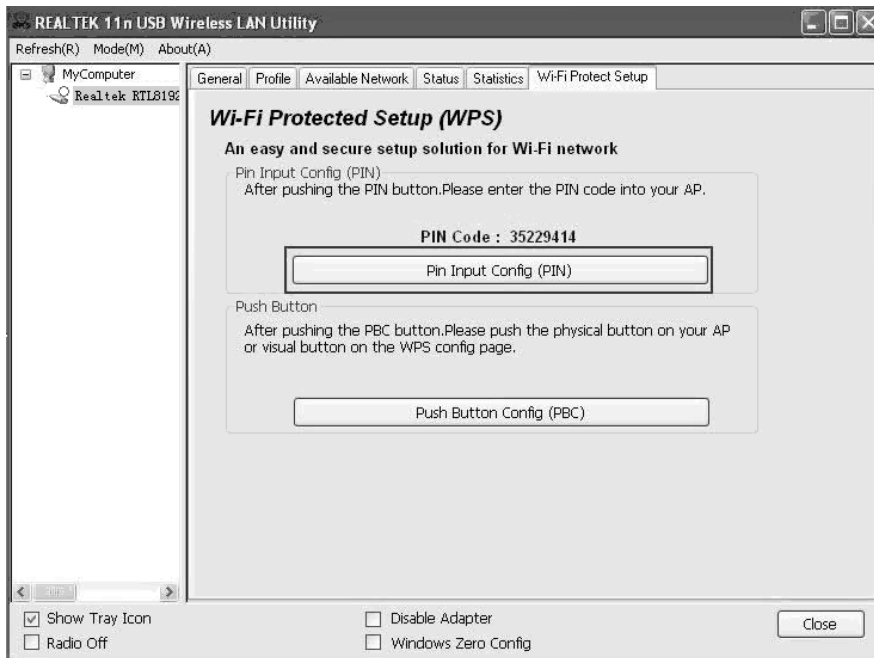 REALTEK 11n USB Wireless LAN Utility
Refresh(R) Mode(M) About(A)
MyComputer
Realtek RTL8192
General Profile Available Network Status Statistics Wi-Fi Protect Setup
Wi-Fi Protected Setup (WPS)
An easy and secure setup solution for Wi-Fi network
Pin Input Config (PIN)
After pushing the PIN button.Please enter the PIN code into your AP.
PIN Code : 35229414
Pin Input Config (PIN)
Push Button
After pushing the PBC button.Please push the physical button on your AP
or visual button on the WPS config page.
Push Button Config (PBC)
Show Tray Icon
Disable Adapter
Close
Radio Off
Windows Zero Config